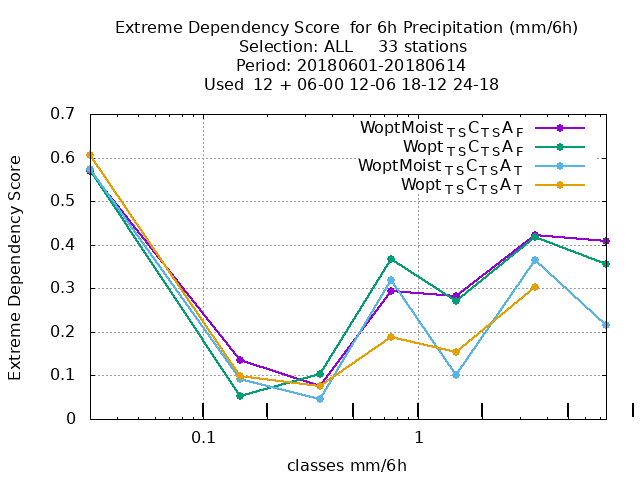 Extreme Dependency Score  for 6h Precipitation (mm/6h)
Selection: ALL     33 stations
Period: 20180601-20180614
Used  12 + 06-00 12-06 18-12 24-18
WoptMoist TS C TS A F
Wopt TS C TS A F
WoptMoist TS C TS A T
Wopt TS C TS A T
Extreme Dependency Score
0.7
0.6
0.5
0.4
0.3
0.2
0.1
0
0.1 1
classes mm/6h